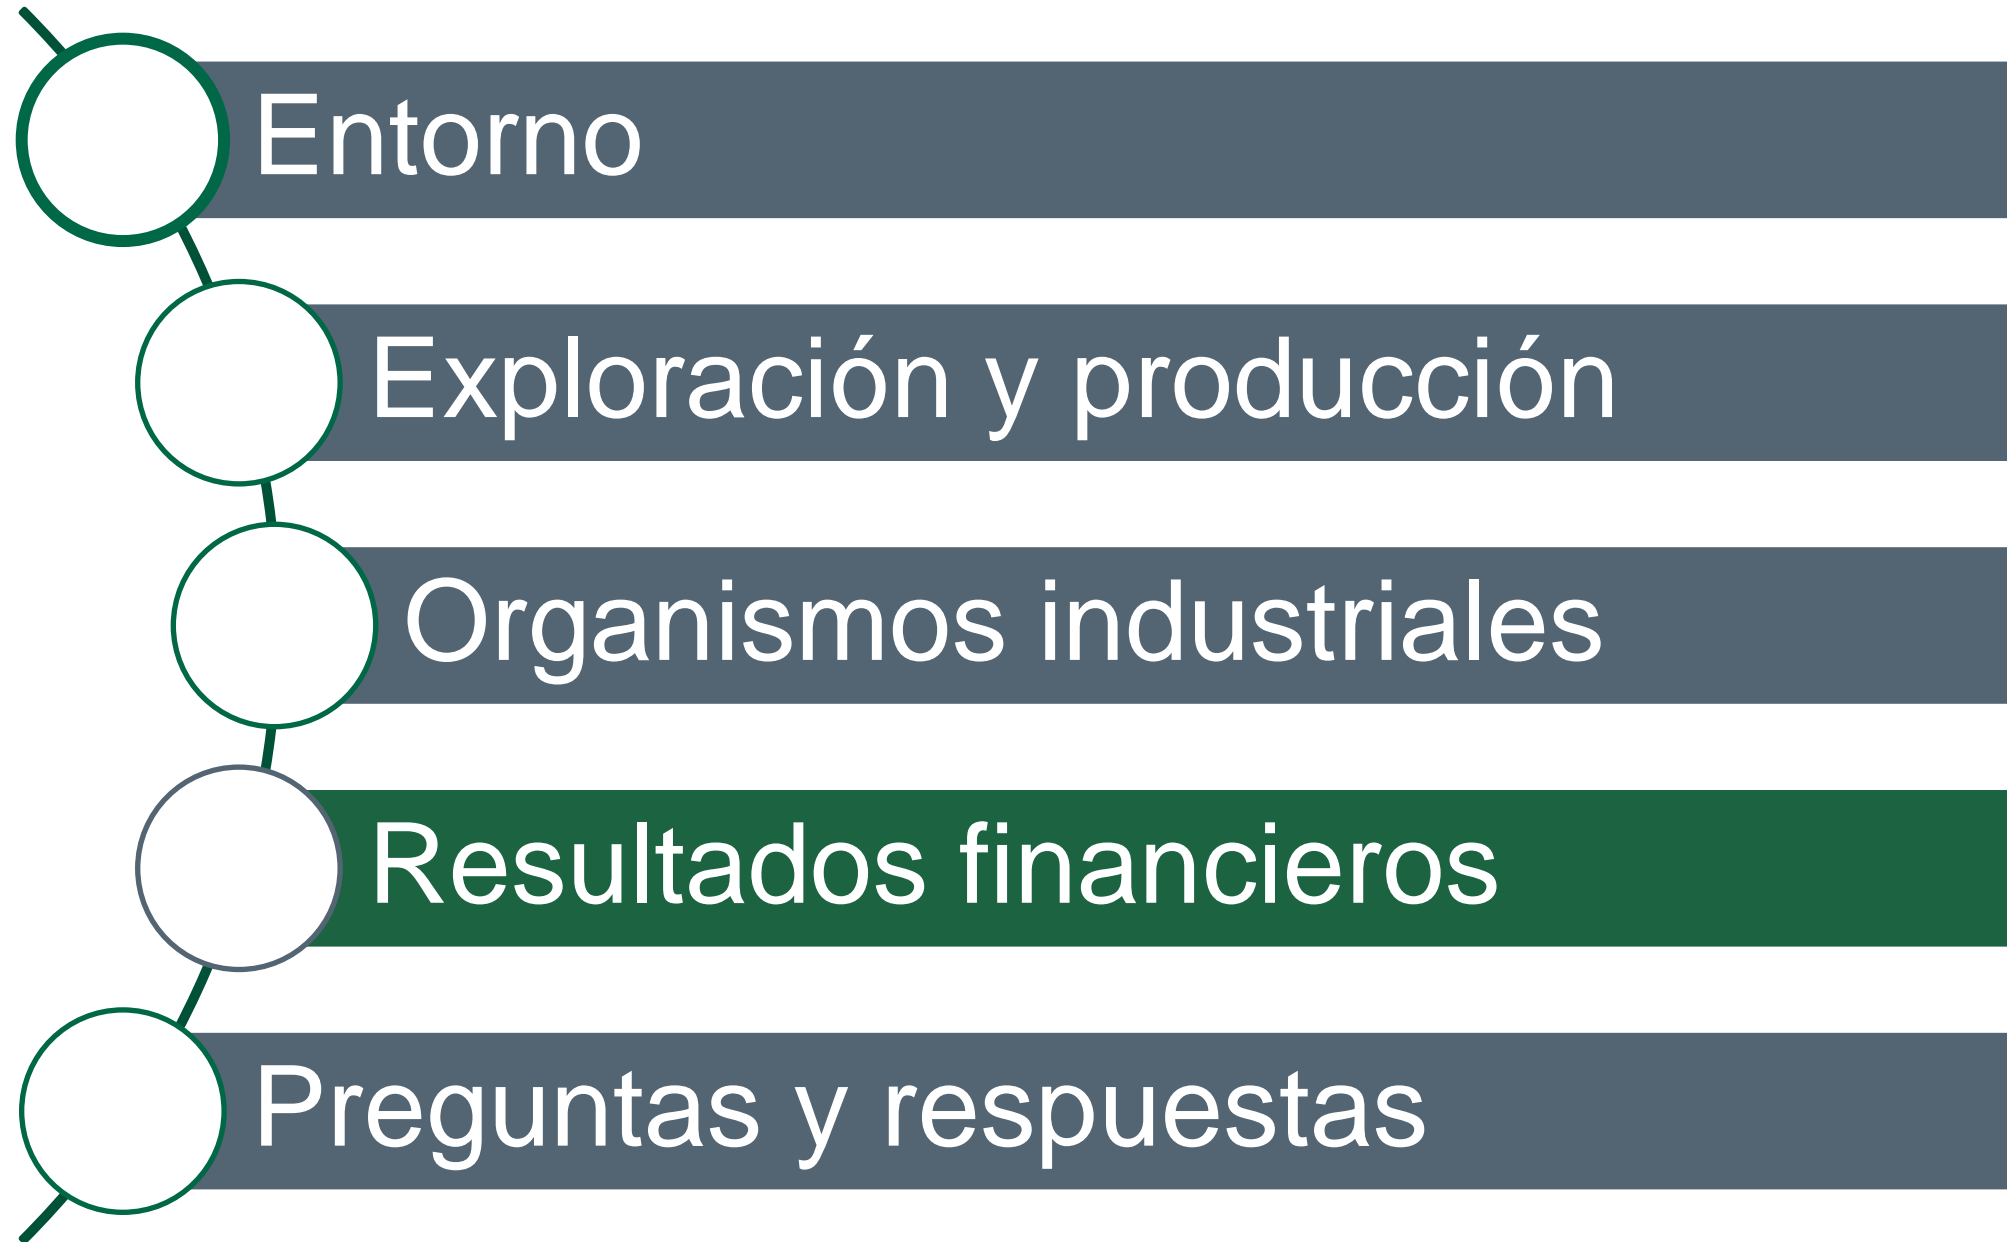 Entorno
Exploración y producción
Organismos industriales
Resultados financieros
Preguntas y respuestas